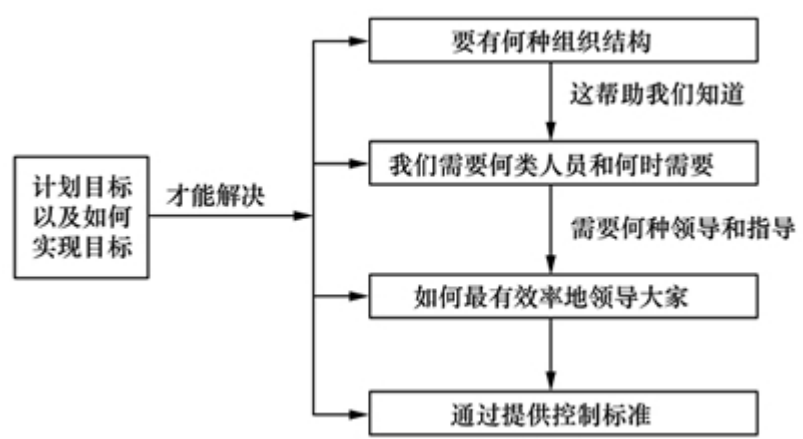 要有何种组织结构
这帮助我们知道
我们需要何类人员和何时需要
计划目标
以及如何
实现目标
才能解决
需要何种领导和指导
如何最有效率地领导大家
通过提供控制标准